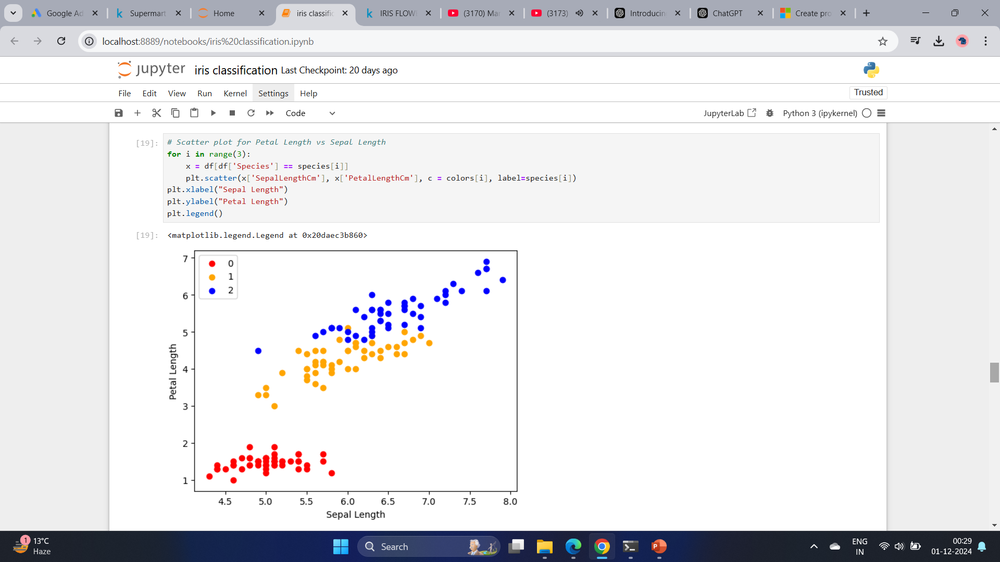 Google Ad
Supermart
Home
iris classific
IRIS FLOW
(3170) Mar
(3173)
Introducin
ChatGPT
Create pro
localhost:8889/notebooks/iris%20classification.ipynb
jupyter iris classification Last Checkpoint: 20 days ago
File Edit View Run Kernel Settings Help
Trusted
Code
JupyterLab
Python 3 (ipykernel)
[19]:
# Scatter plot for Petal Length vs Sepal Length
for i in range(3):
    x = df[df['Species'] == species[i]]
    plt.scatter(x['SepalLengthCm'], x['PetalLengthCm'], c = colors[i], label=species[i])
plt.xlabel("Sepal Length")
plt.ylabel("Petal Length")
plt.legend()
[19]: <matplotlib.legend.Legend at 0x20daec3b860>
0
1
2
7
6
5
4
3
2
1
Petal Length
4.5 5.0 5.5 6.0 6.5 7.0 7.5 8.0
Sepal Length
1
13°C
Haze
Search
P
ENG
IN
00:29
01-12-2024